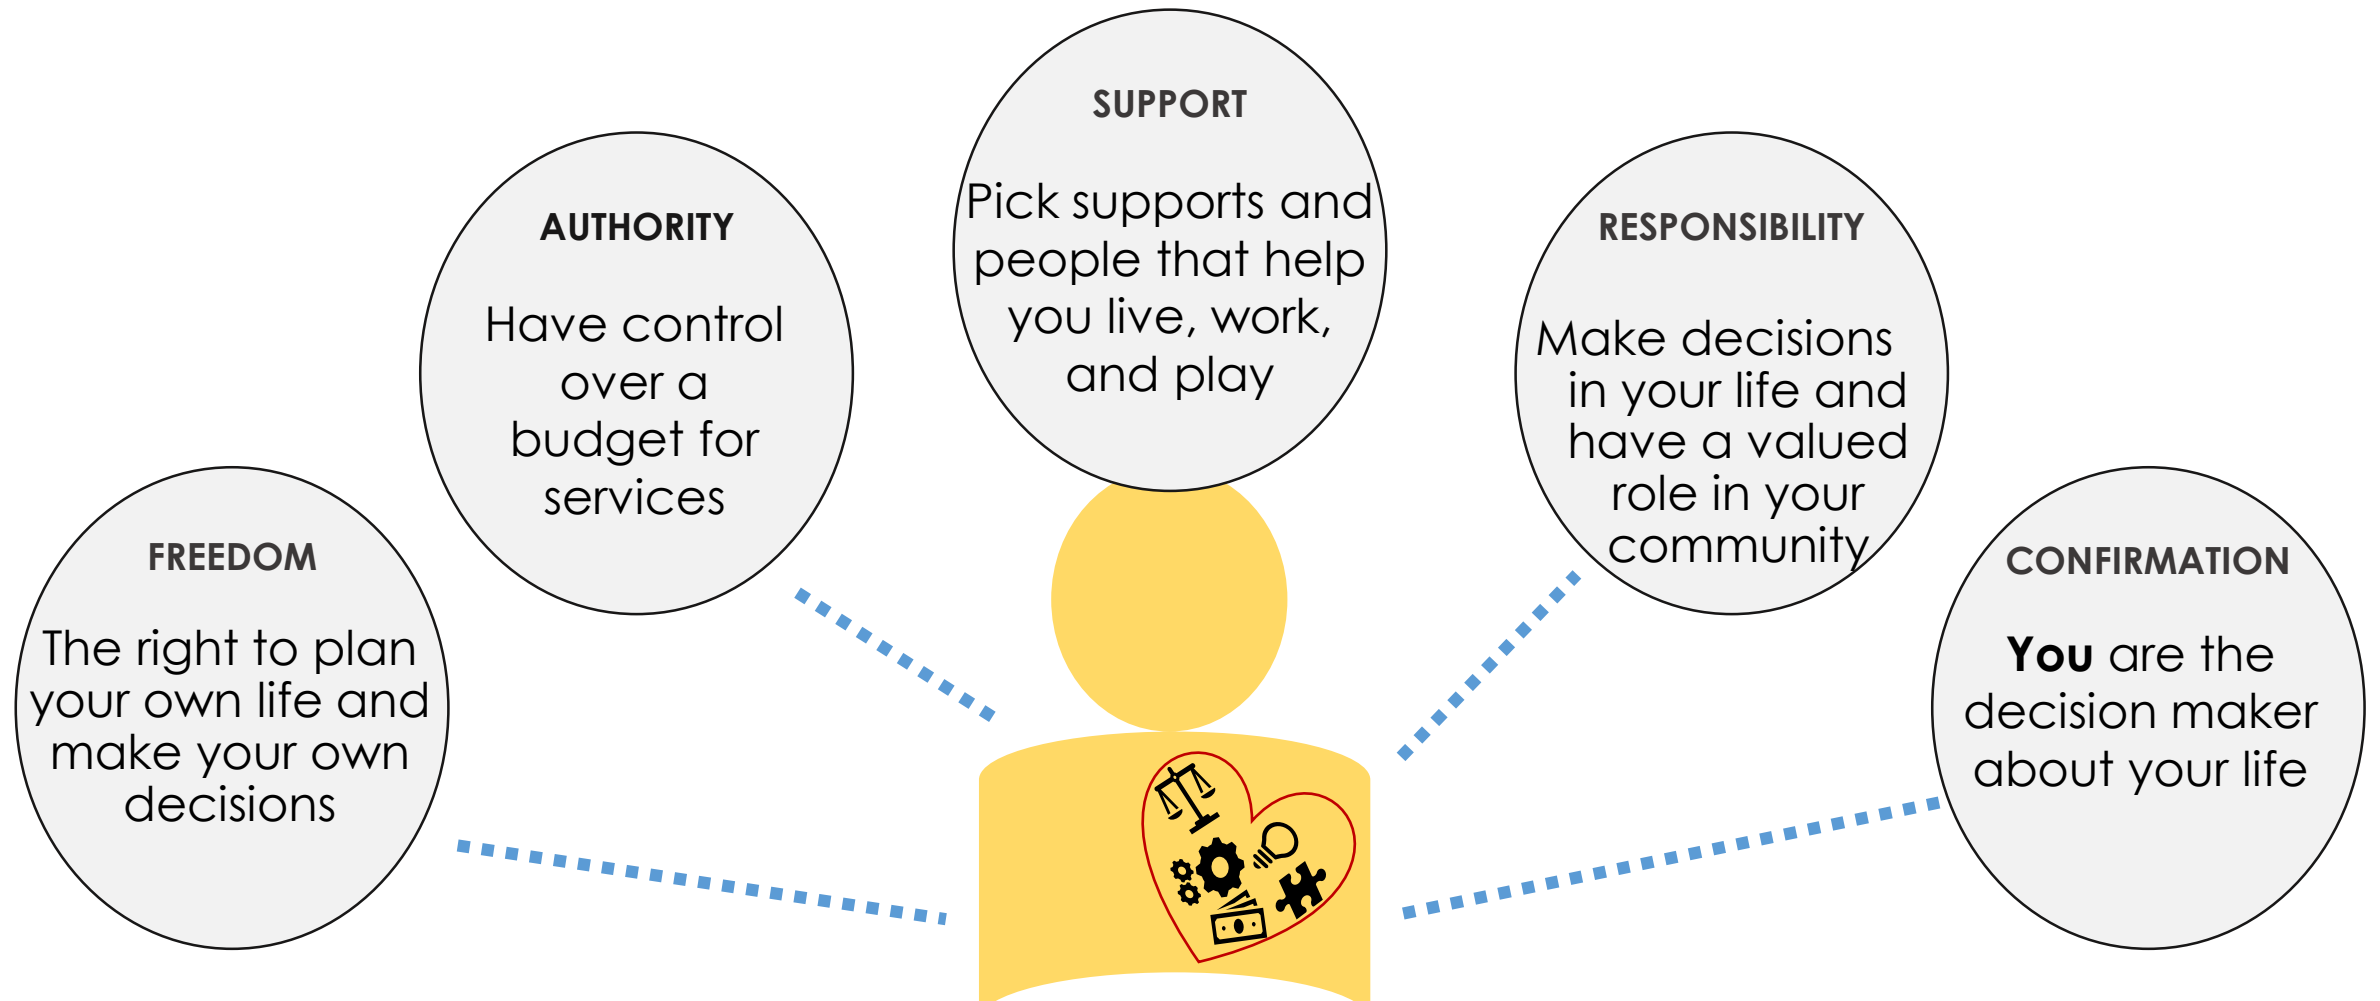 FREEDOM
The right to plan
your own life and
make your own
decisions
AUTHORITY
Have control
over a
budget for
services
SUPPORT
Pick supports and
people that help
you live, work,
and play
RESPONSIBILITY
Make decisions
in your life and
have a valued
role in your
community
CONFIRMATION
You are the
decision maker
about your life